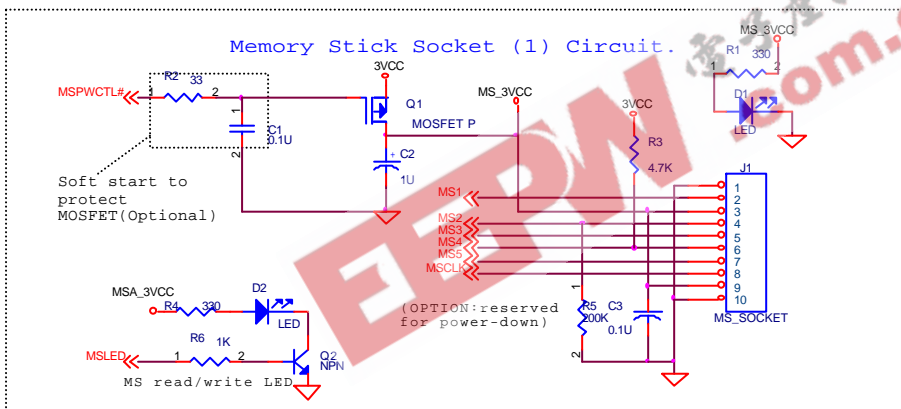 Memory Stick Socket (1) Circuit.
MS_3VCC
R1
330
1
2
D1
LED
R2
33
MSPWCTL#
1
2
1
C1
0.1U
2
3VCC
Q1
MOSFET P
C2
1U
+
MS_3VCC
3VCC
R3
4.7K
Soft start to
protect
MOSFET(Optional)
J1
MS1
MS2
MS3
MS4
MS5
MSCLK
1
2
3
4
5
6
7
8
9
10
MS_SOCKET
(OPTION:reserved
for power-down)
1
R5
200K
2
C3
0.1U
MSA_3VCC
R4
330
D2
LED
MSLED
R6
1K
1
2
Q2
NPN
MS read/write LED
EEPW
.com.